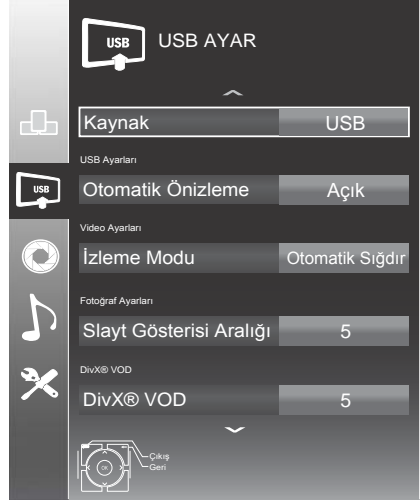 USB USB AYAR
Kaynak USB
USB Ayarları
USB
Otomatik Önizleme Açık
Video Ayarları
İzleme Modu Otomatik Sığdır
Fotoğraf Ayarları
Slayt Gösterisi Aralığı 5
DivX® VOD
DivX® VOD 5
OK
Çıkış
Geri